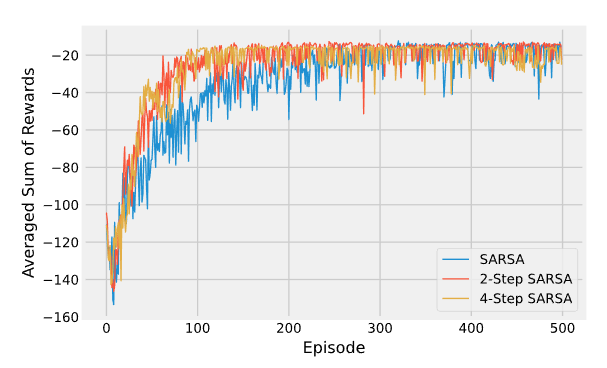 Averaged Sum of Rewards
−20
−40
−60
−80
−100
−120
−140
−160
0 100 200 300 400 500
Episode
SARSA
2-Step SARSA
4-Step SARSA